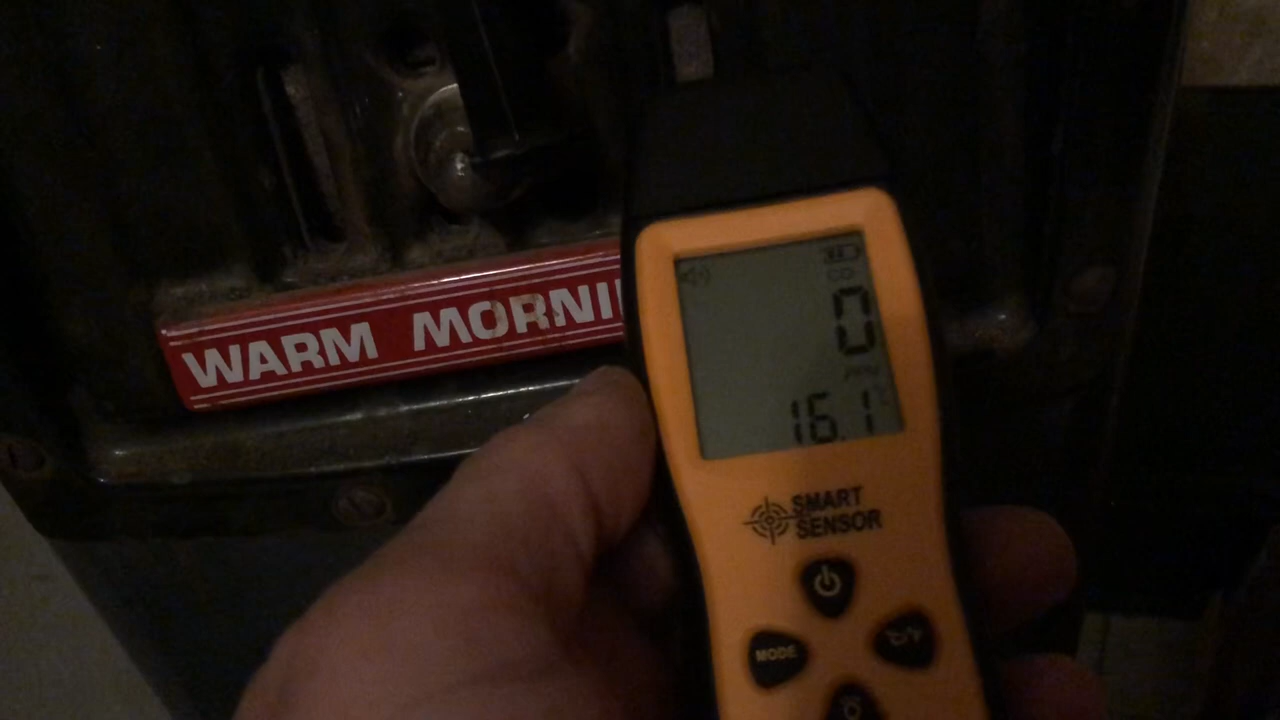 WARM MORNI
CO
0
PPM
16.1
°C
SMART
SENSOR
MODE
°C/°F